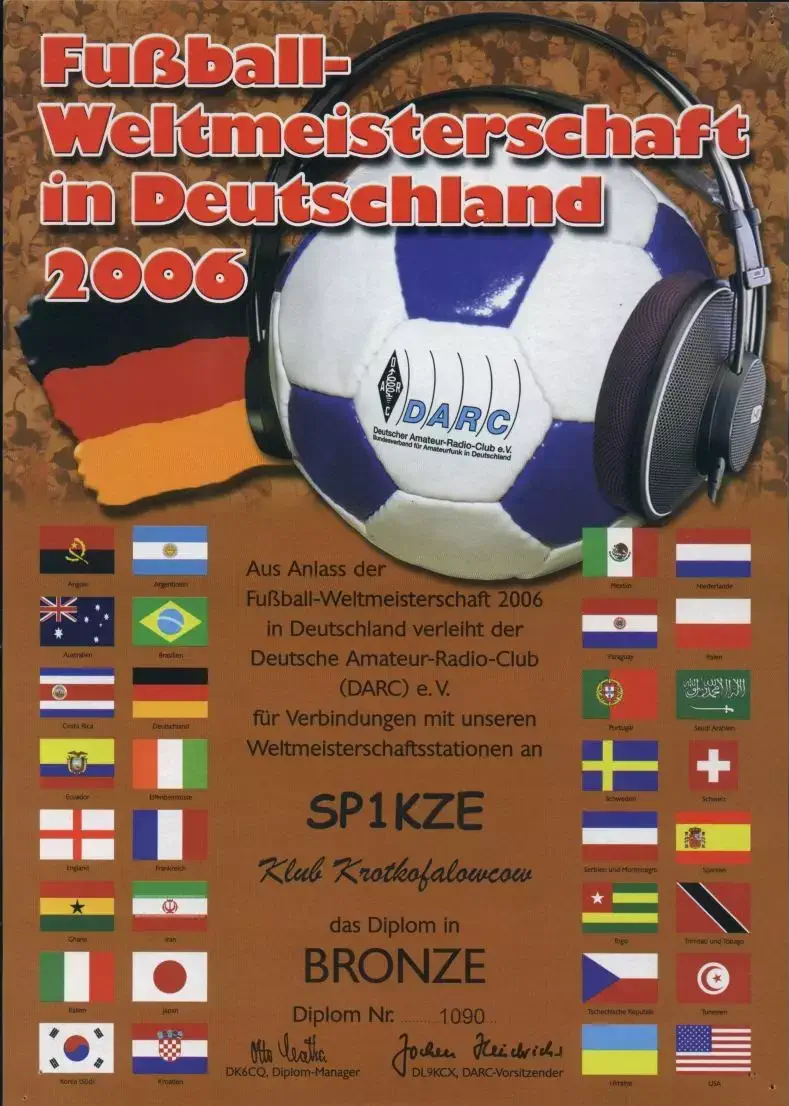 Fußball-
Weltmeisterschaft
in Deutschland
2006
D
A R
C
DARC
Deutscher Amateur-Radio-Club e.V.
Bundesverband für Amateurfunk in Deutschland
Angola
Argentinien
Australien
Brasilien
Costa Rica
Deutschland
Ecuador
Elfenbeinküste
England
Frankreich
Ghana
Iran
Italien
Japan
Korea (Süd)
Kroatien
Aus Anlass der
Fußball-Weltmeisterschaft 2006
in Deutschland verleiht der
Deutsche Amateur-Radio-Club
(DARC) e.V.
für Verbindungen mit unseren
Weltmeisterschaftsstationen an
SP1KZE
Klub Krotkofalowcow
das Diplom in
BRONZE
Diplom Nr. 1090
Jochen Heindrichs
DK6CQ, Diplom-Manager
DL9KCX, DARC-Vorsitzender
Mexico
Niederlande
Paraguay
Polen
Portugal
Saudi Arabien
Schweden
Schweiz
Serbien und Montenegro
Spanien
Togo
Trinidad und Tobago
Tschechische Republik
Tunesien
Ukraine
USA